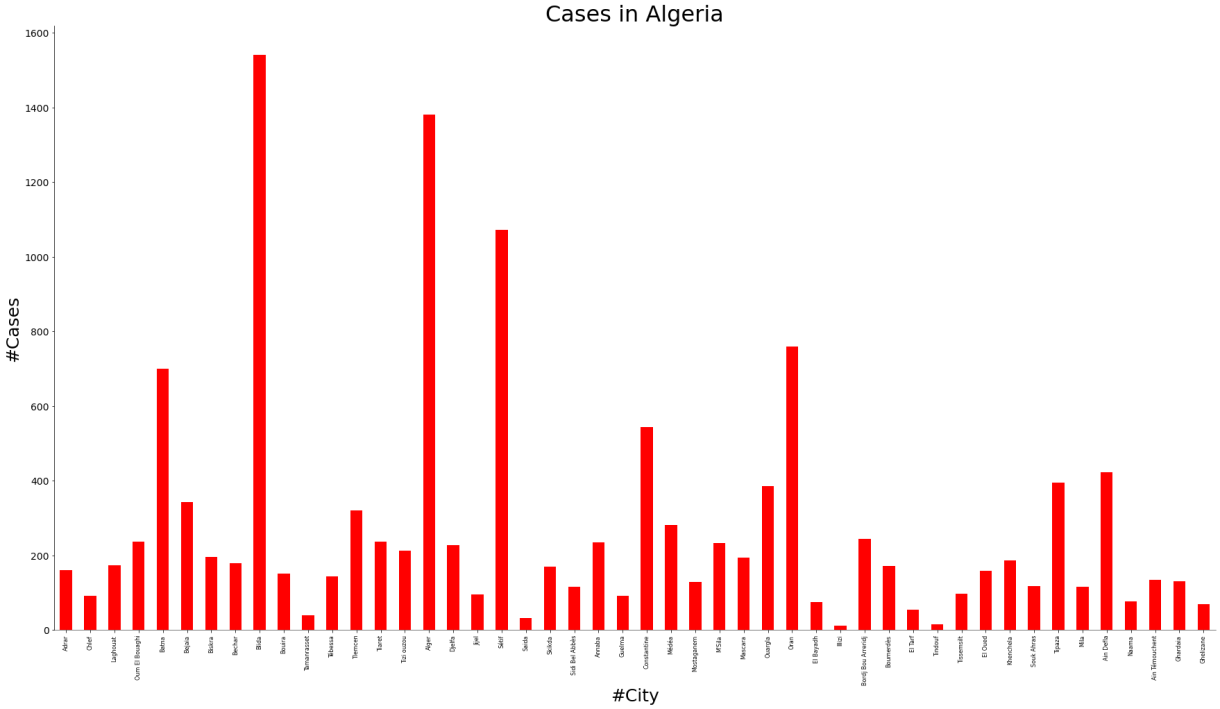 Cases in Algeria
1600
1400
1200
1000
800
600
400
200
0
#Cases
Adrar
Chlef
Laghouat
Oum El Bouaghi
Batna
Bejaia
Biskra
Bechar
Blida
Bouira
Tamanrasset
Tébessa
Tlemcen
Tiaret
Tizi ouzou
Alger
Djelfa
Jijel
Sétif
Saida
Skikda
Sidi Bel Abbès
Annaba
Guelma
Constantine
Médéa
Mostaganem
M'Sila
Mascara
Ouargla
Oran
El Bayadh
Illizi
Bordj Bou Arreridj
Boumerdès
El Tarf
Tindouf
Tissemsilt
El Oued
Khenchela
Souk Ahras
Tipaza
Mila
Ain Defla
Naama
Ain Témouchent
Ghardaia
Ghelizane
#City